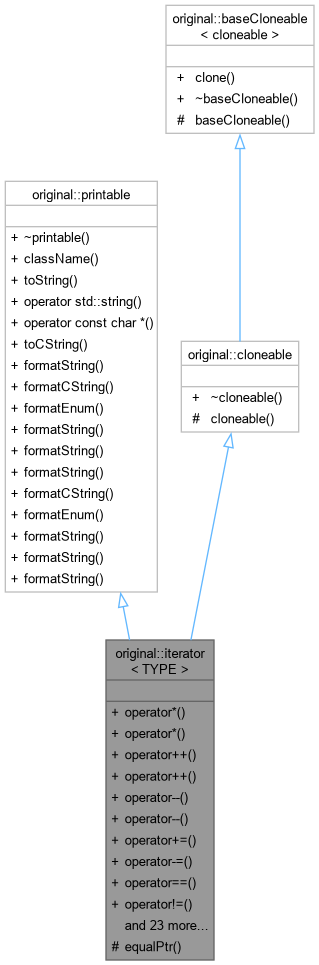 original::baseCloneable
< cloneable >
+ clone()
+ ~baseCloneable()
# baseCloneable()
original::printable
+ ~printable()
+ className()
+ toString()
+ operator std::string()
+ operator const char *()
+ toCString()
+ formatString()
+ formatCString()
+ formatEnum()
+ formatString()
+ formatString()
+ formatString()
+ formatCString()
+ formatEnum()
+ formatString()
+ formatString()
+ formatString()
original::cloneable
+ ~cloneable()
# cloneable()
original::iterator
< TYPE >
+ operator*()
+ operator*()
+ operator++()
+ operator++()
+ operator--()
+ operator--()
+ operator+=()
+ operator-=()
+ operator==()
+ operator!=()
and 23 more...
# equalPtr()